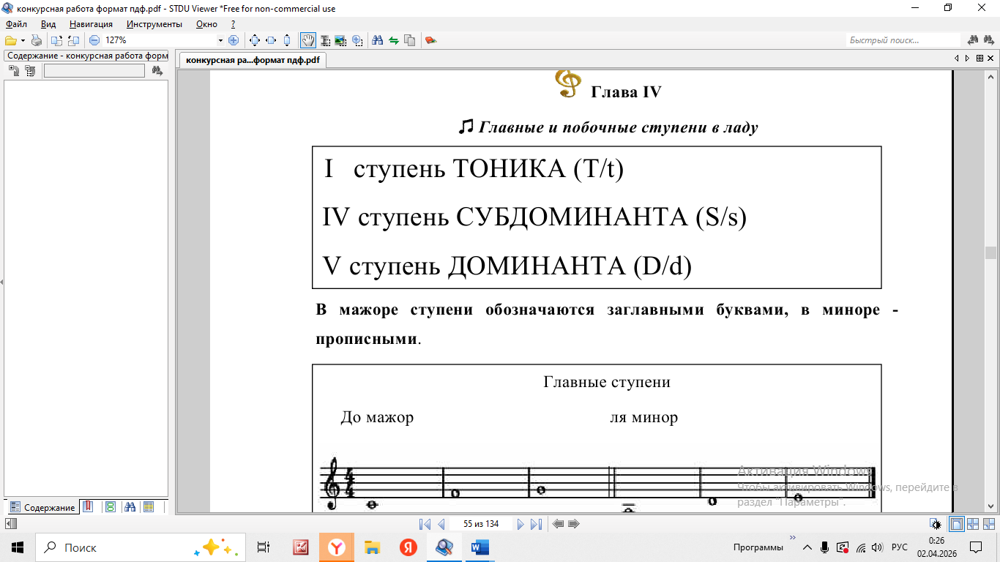 конкурсная работа формат пдф.pdf - STDU Viewer *Free for non-commercial use
Файл Вид Навигация Инструменты Окно ?
127%
Быстрый поиск...
Содержание - конкурсная работа форм
конкурсная ра...формат пдф.pdf
Глава IV
Главные и побочные ступени в ладу
I ступень ТОНИКА (T/t)
IV ступень СУБДОМИНАНТА (S/s)
V ступень ДОМИНАНТА (D/d)
В мажоре ступени обозначаются заглавными буквами, в миноре -
прописными.
Главные ступени
До мажор ля минор
Активация Windows
Чтобы активировать Windows, перейдите в
раздел "Параметры".
Содержание
55 из 134
Поиск
Программы
РУС
0:26
02.04.2026